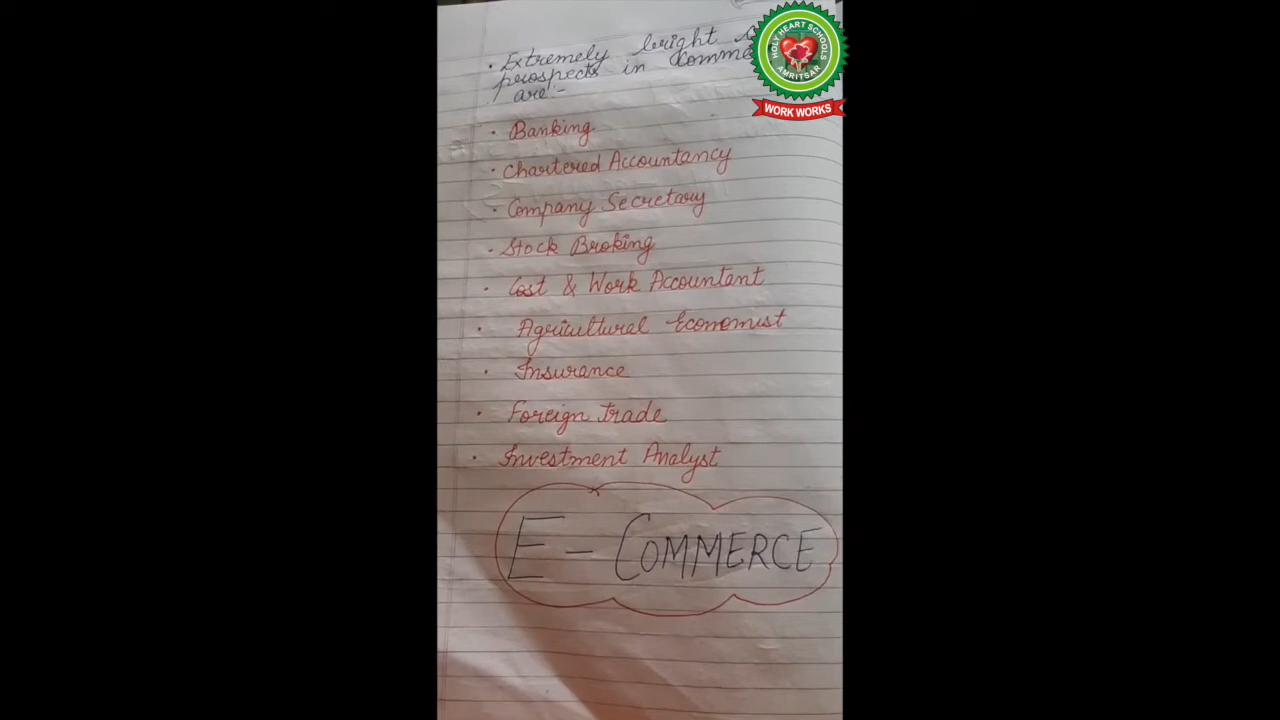 · Extremely bright
prospects in
are:-
· Banking
· Chartered Accountancy
· Company Secretary
· Stock Broking
· Cost & Work Accountant
· Agricultural Economist
· Insurance
· Foreign trade
· Investment Analyst
E - COMMERCE
HOLY HEART SCHOOLS
AMRITSAR
WORK WORKS